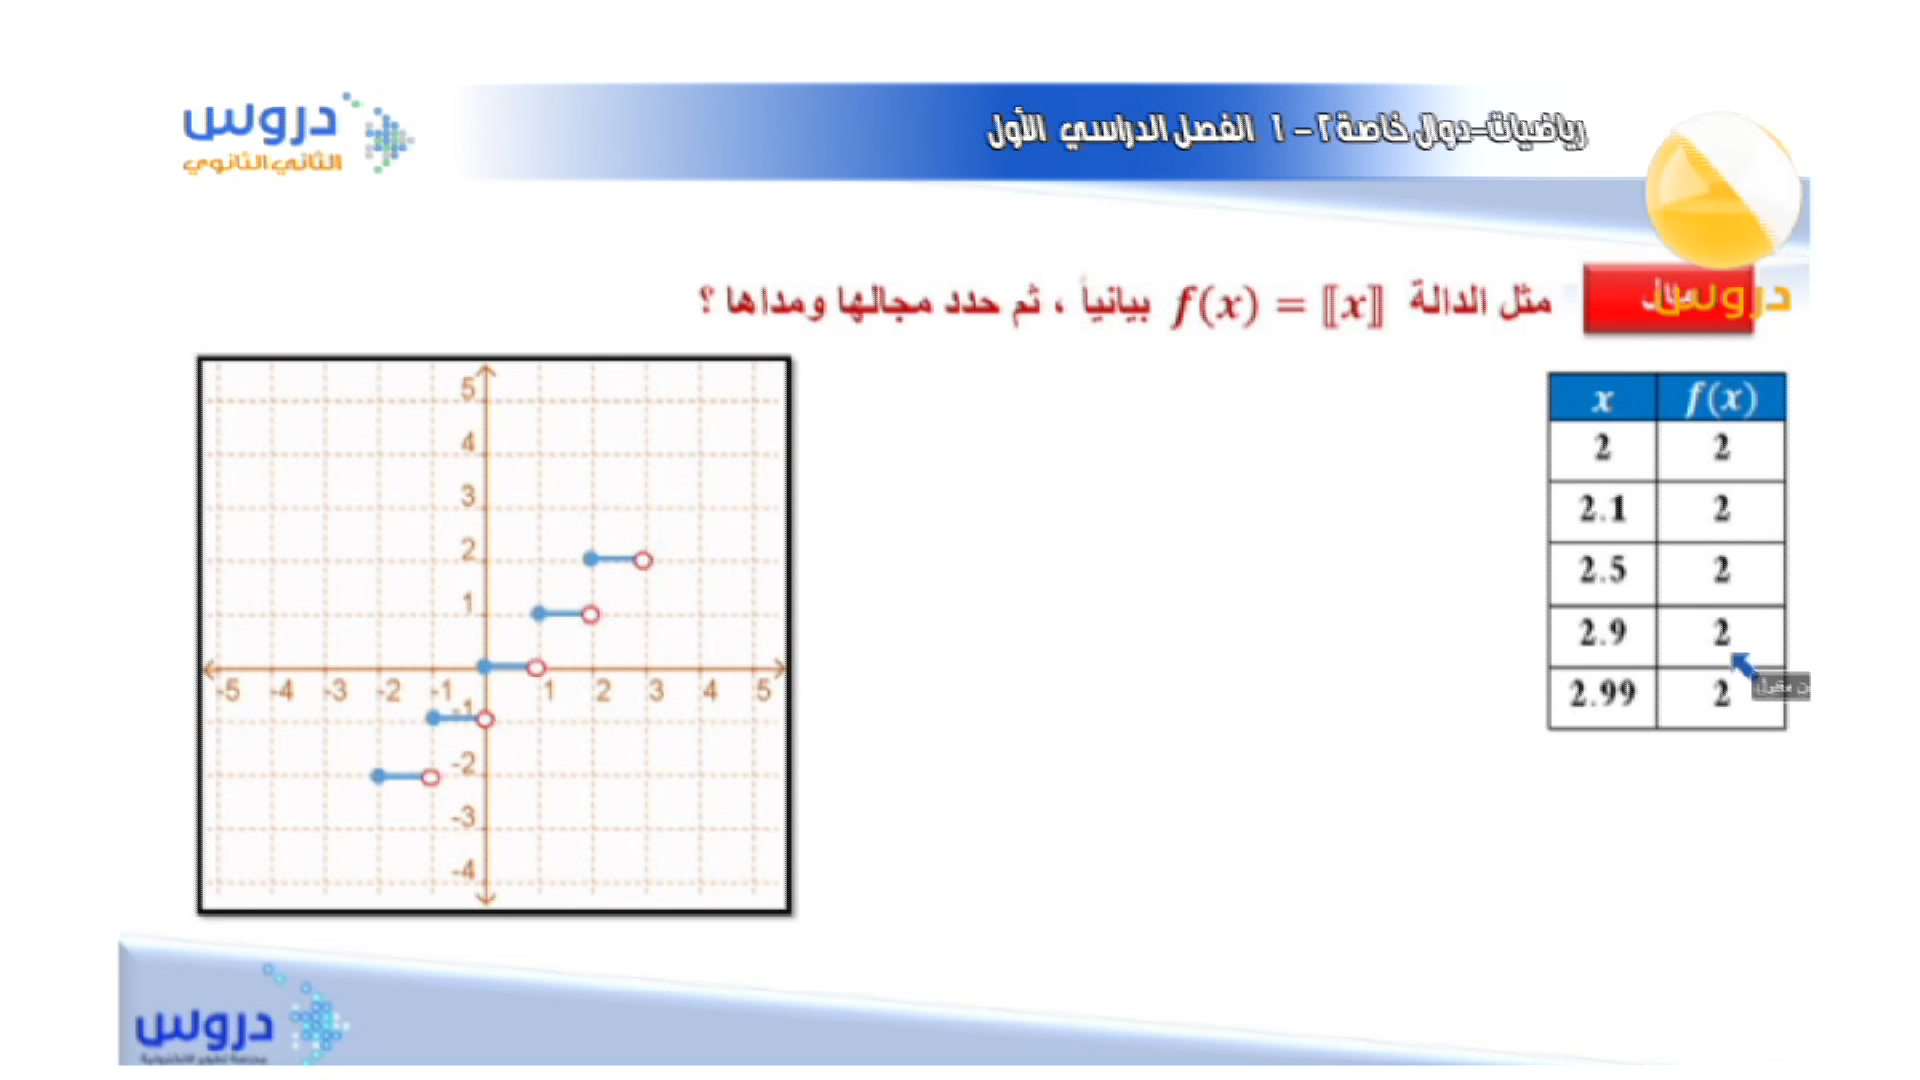 دروس
الثاني الثانوي
رياضيات-دوال خاصة ٢ - ١ الفصل الدراسي الأول
دروس
مثل الدالة f(x) = ⟦x⟧ بيانياً ، ثم حدد مجالها ومداها ؟
x f(x)
2 2
2.1 2
2.5 2
2.9 2
2.99 2
5
4
3
2
1
-5 -4 -3 -2 -1 1 2 3 4 5
-1
-2
-3
-4
دروس